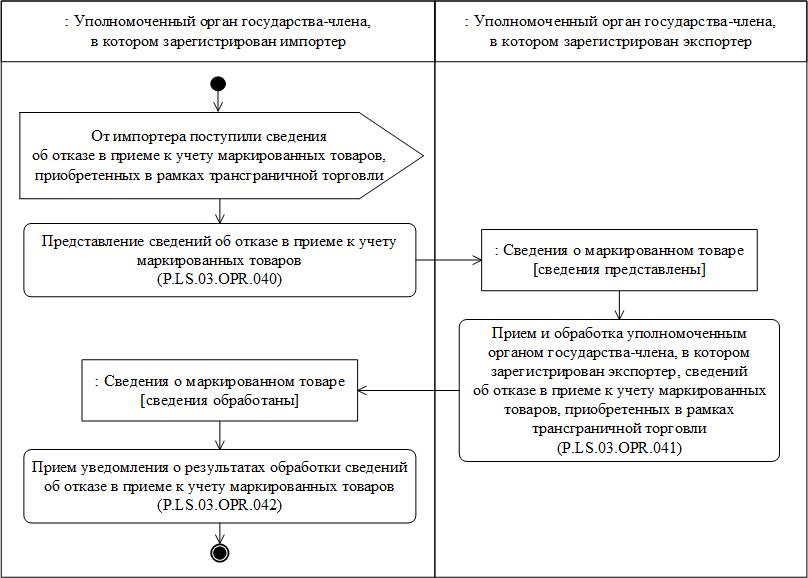 : Уполномоченный орган государства-члена,
в котором зарегистрирован импортер
: Уполномоченный орган государства-члена,
в котором зарегистрирован экспортер
От импортера поступили сведения
об отказе в приеме к учету маркированных товаров,
приобретенных в рамках трансграничной торговли
Представление сведений об отказе в приеме к учету
маркированных товаров
(P.LS.03.OPR.040)
: Сведения о маркированном товаре
[сведения представлены]
Прием и обработка уполномоченным
органом государства-члена, в котором
зарегистрирован экспортер, сведений
об отказе в приеме к учету маркированных
товаров, приобретенных в рамках
трансграничной торговли
(P.LS.03.OPR.041)
: Сведения о маркированном товаре
[сведения обработаны]
Прием уведомления о результатах обработки сведений
об отказе в приеме к учету маркированных товаров
(P.LS.03.OPR.042)